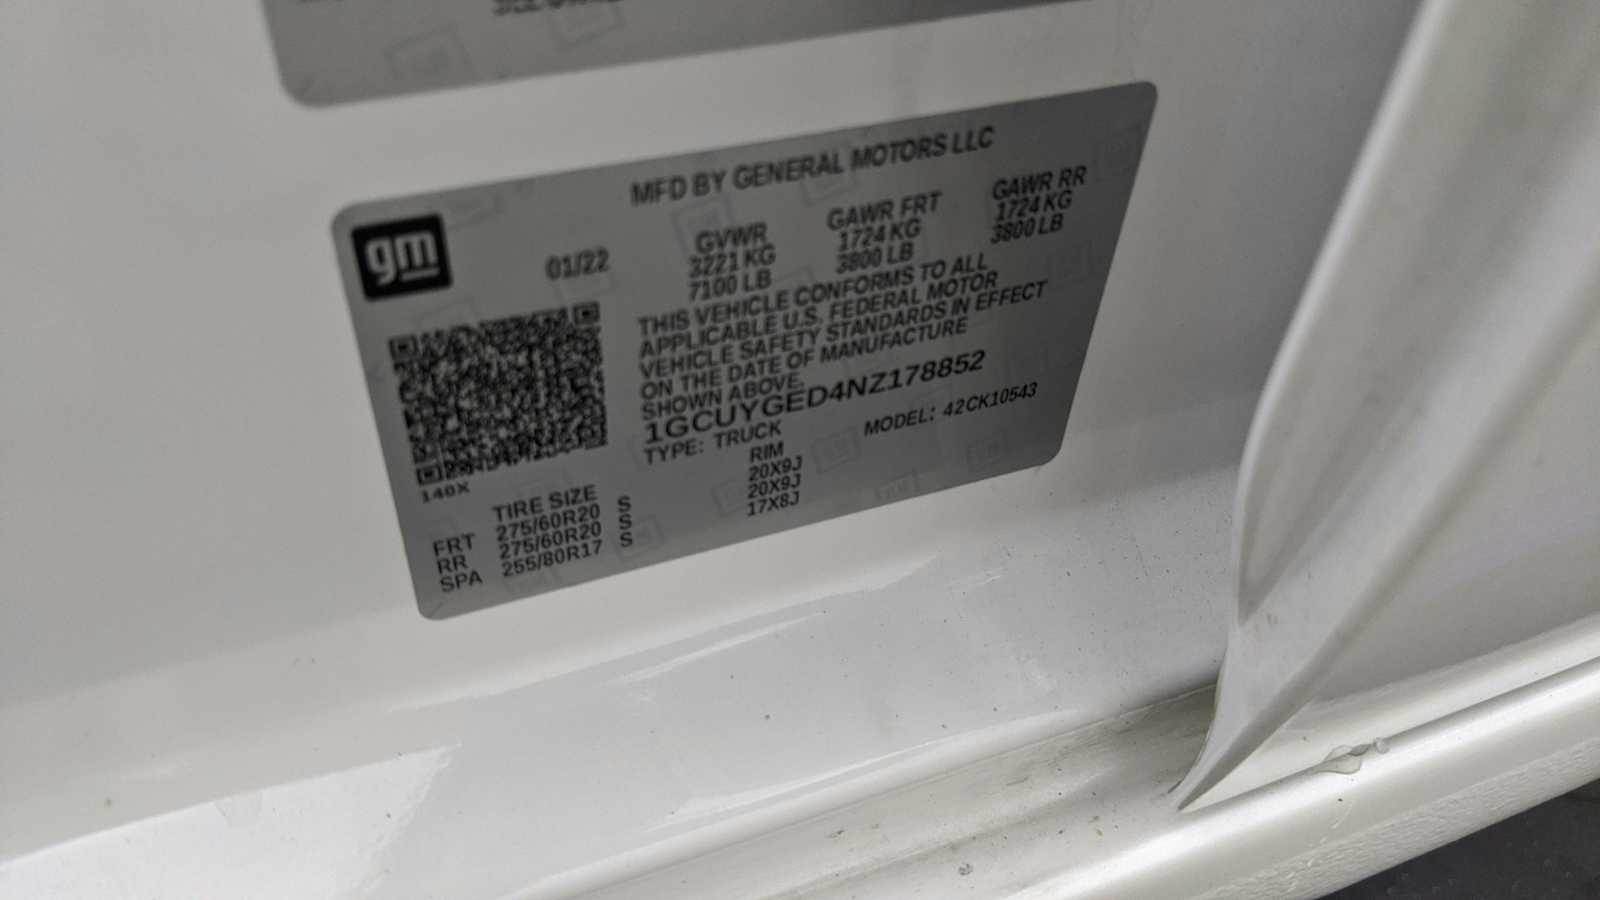 MFD BY GENERAL MOTORS LLC
gm
01/22
GVWR
3221 KG
7100 LB
GAWR FRT
1724 KG
3800 LB
GAWR RR
1724 KG
3800 LB
THIS VEHICLE CONFORMS TO ALL
APPLICABLE U.S. FEDERAL MOTOR
VEHICLE SAFETY STANDARDS IN EFFECT
ON THE DATE OF MANUFACTURE
SHOWN ABOVE.
1GCUYGED4NZ178852
TYPE: TRUCK
MODEL: 42CK10543
140X
TIRE SIZE RIM
FRT 275/60R20 S 20X9J
RR 275/60R20 S 20X9J
SPA 255/80R17 S 17X8J